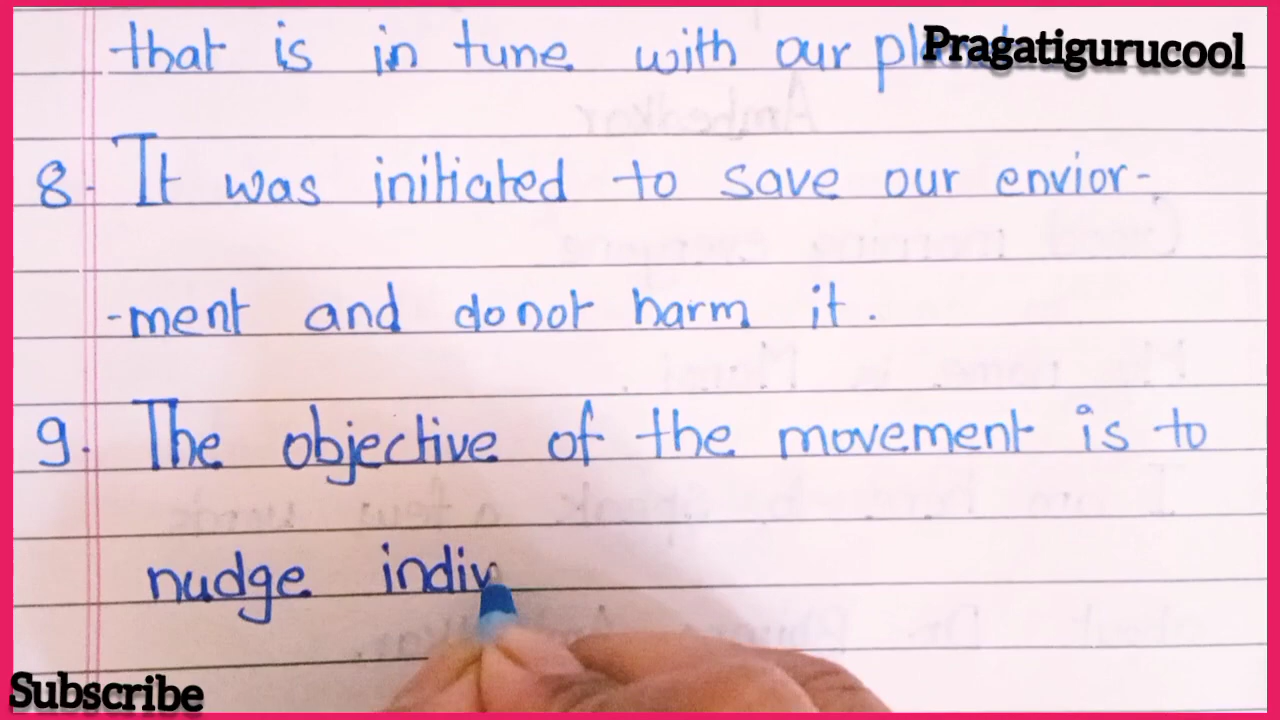 that is in tune with our
Pragatigurucool
8. It was initiated to save our envior-
-ment and donot harm it.
9. The objective of the movement is to
nudge indiv
Subscribe